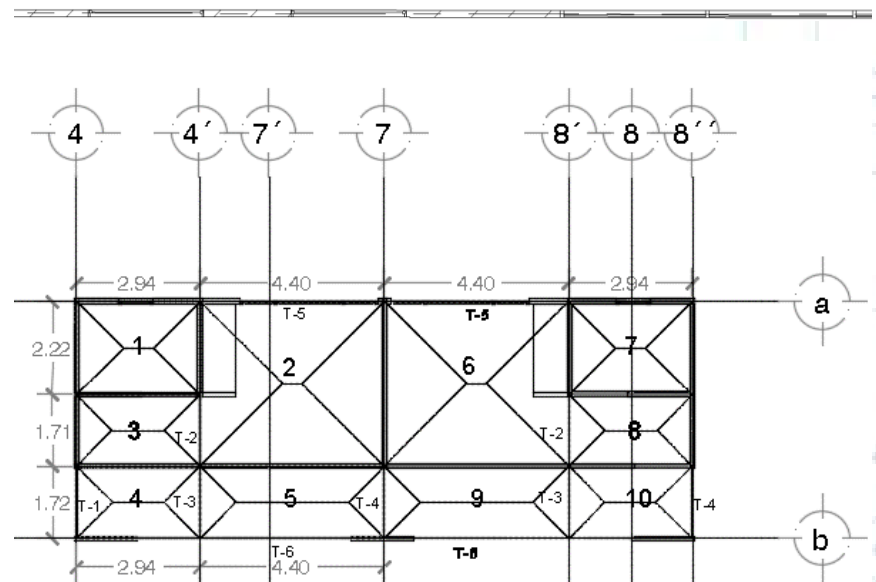 4 4´ 7´ 7 8´ 8 8´´
2.94 4.40 4.40 2.94
a
T-5 T-5
2.22 1 2 6 7
1.71 3 T-2 T-2 8
1.72 T-1 4 T-3 5 T-4 9 T-3 10 T-4
b
T-6 T-6
2.94 4.40